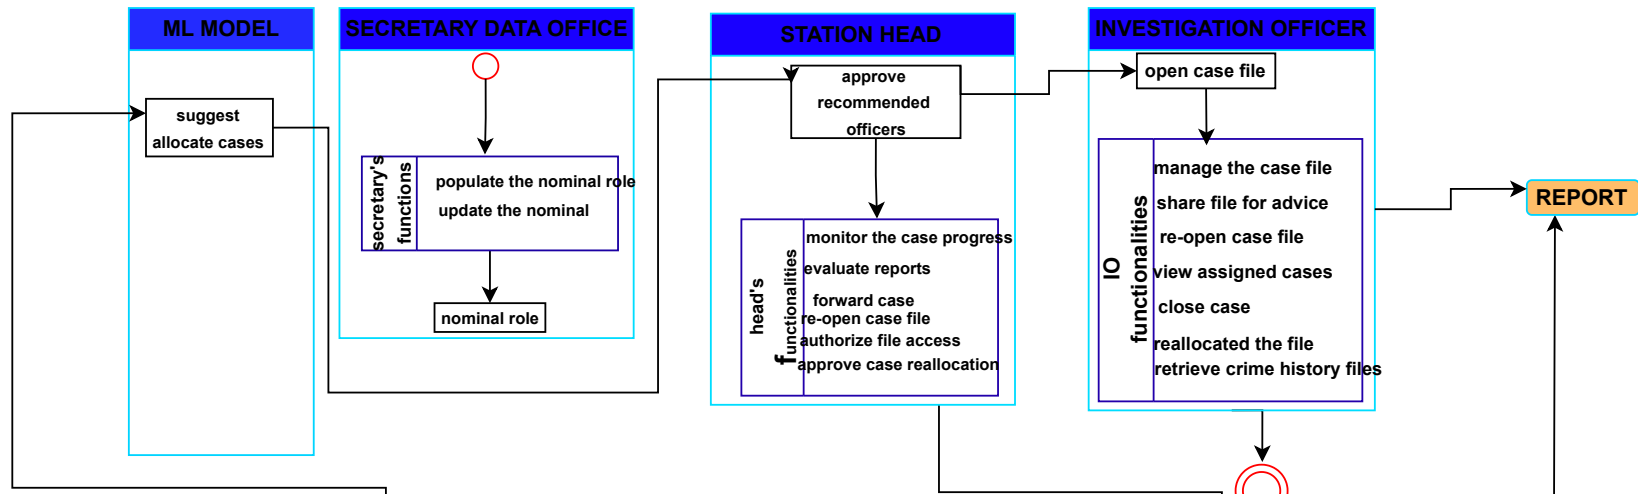 ML MODEL
suggest
allocate cases
SECRETARY DATA OFFICE
secretary's
functions
populate the nominal role
update the nominal
nominal role
STATION HEAD
approve
recommended
officers
head's
functionalities
monitor the case progress
evaluate reports
forward case
re-open case file
authorize file access
approve case reallocation
INVESTIGATION OFFICER
open case file
IO
functionalities
manage the case file
share file for advice
re-open case file
view assigned cases
close case
reallocated the file
retrieve crime history files
REPORT